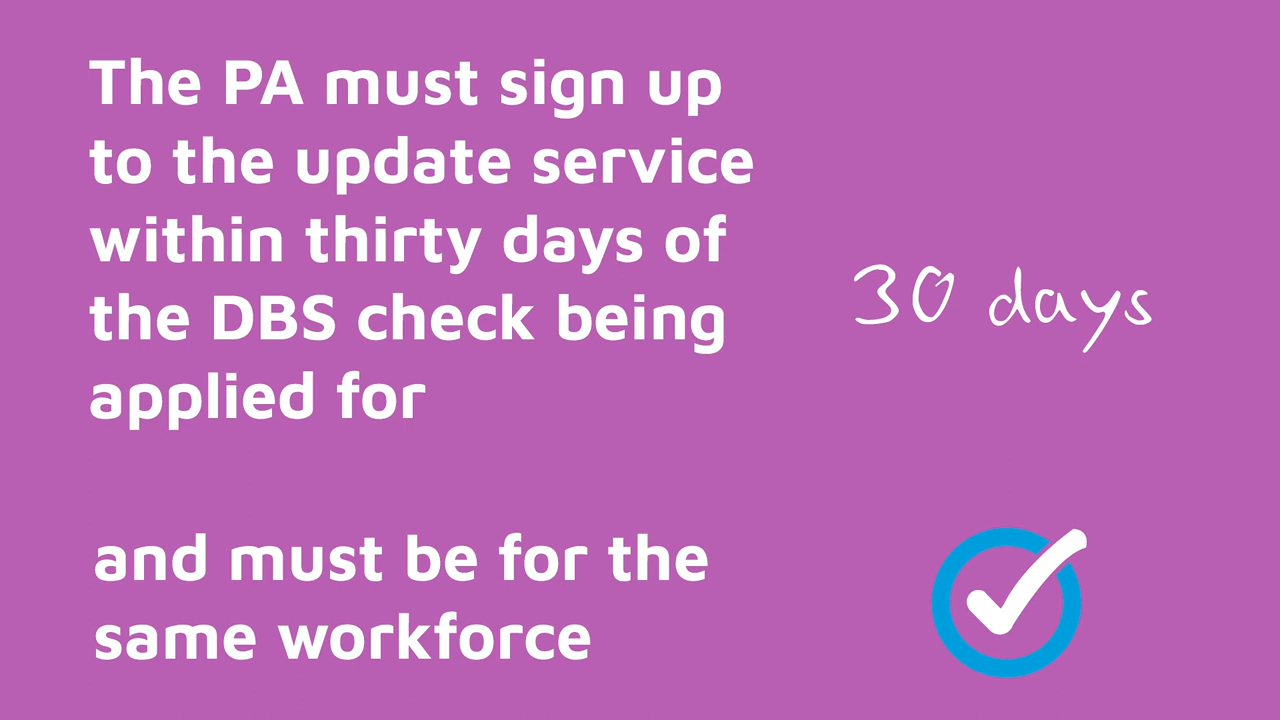 The PA must sign up
to the update service
within thirty days of
the DBS check being
applied for
30 days
and must be for the
same workforce